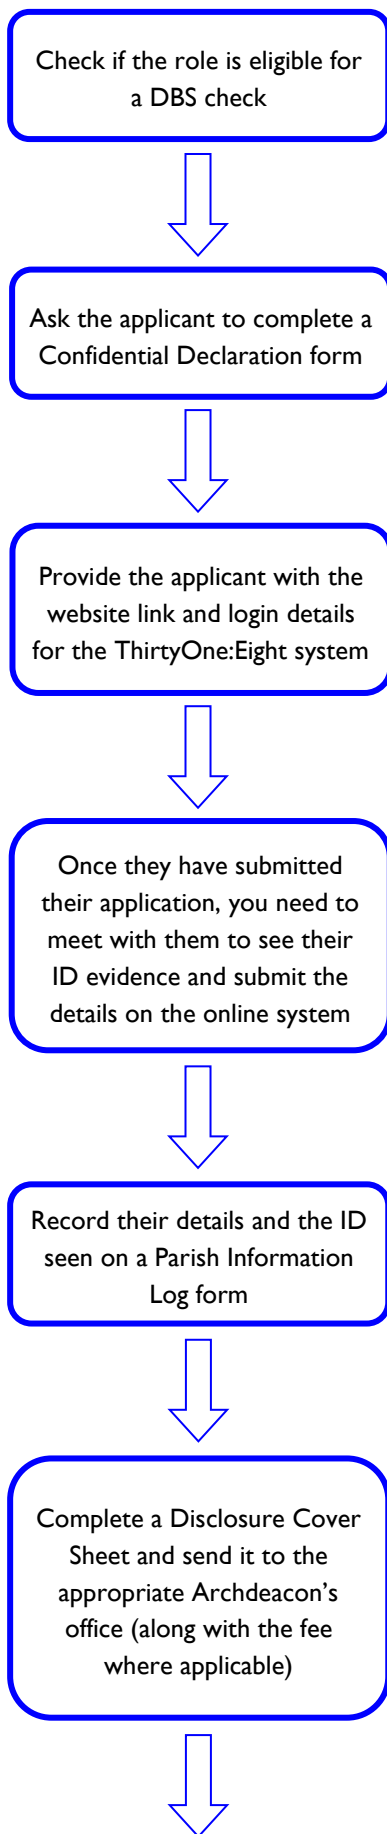 Check if the role is eligible for
a DBS check
Ask the applicant to complete a
Confidential Declaration form
Provide the applicant with the
website link and login details
for the ThirtyOne:Eight system
Once they have submitted
their application, you need to
meet with them to see their
ID evidence and submit the
details on the online system
Record their details and the ID
seen on a Parish Information
Log form
Complete a Disclosure Cover
Sheet and send it to the
appropriate Archdeacon’s
office (along with the fee
where applicable)